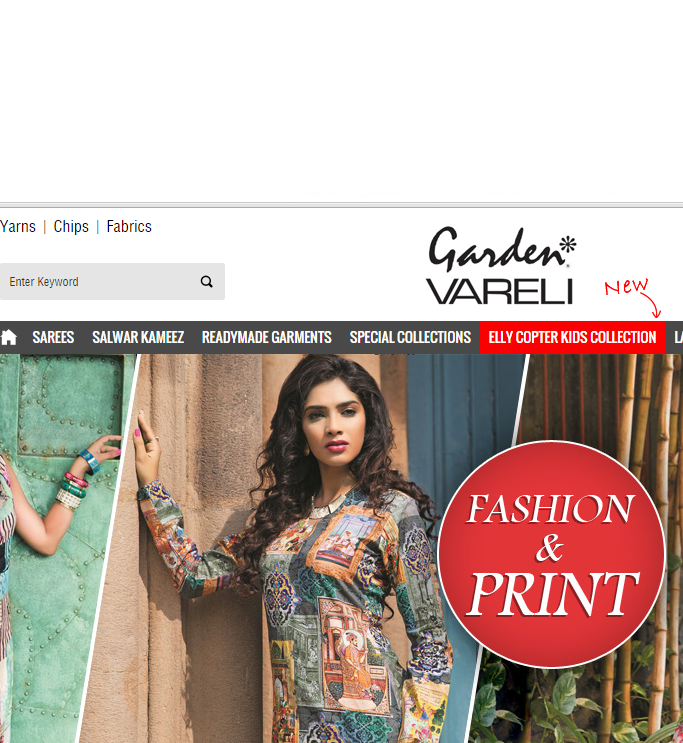 Yarns | Chips | Fabrics
Garden
VARELI
Enter Keyword
New
SAREES SALWAR KAMEEZ READYMADE GARMENTS SPECIAL COLLECTIONS ELLY COPTER KIDS COLLECTION
FASHION
&
PRINT